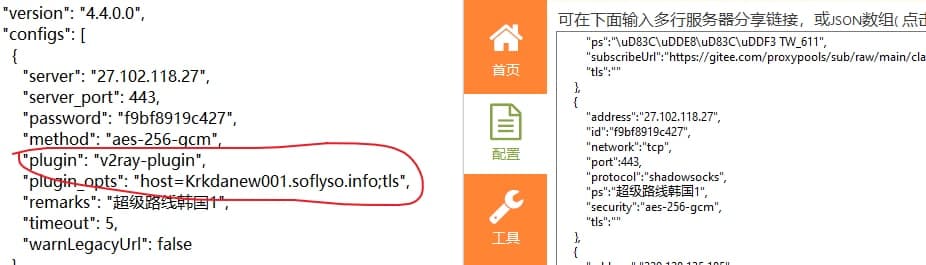 "version": "4.4.0.0",
"configs": [
{
"server": "27.102.118.27",
"server_port": 443,
"password": "f9bf8919c427",
"method": "aes-256-gcm",
"plugin": "v2ray-plugin",
"plugin_opts": "host=Krkdanew001.soflyso.info;tls",
"remarks": "超级路线韩国1",
"timeout": 5,
"warnLegacyUrl": false
首页
配置
工具
可在下面输入多行服务器分享链接，或JSON数组( 点击
"ps":"\uD83C\uDDE8\uD83C\uDDF3 TW_611",
"subscribeUrl":"https://gitee.com/proxypools/sub/raw/main/cla
"tls":""
},
{
"address":"27.102.118.27",
"id":"f9bf8919c427",
"network":"tcp",
"port":443,
"protocol":"shadowsocks",
"ps":"超级路线韩国1",
"security":"aes-256-gcm",
"tls":""
},
{